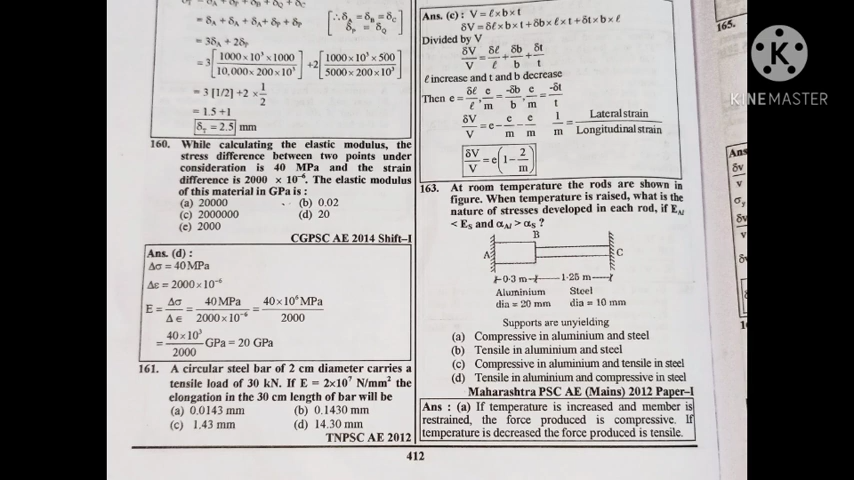 = δA + δA + δA + δP + δP [∴ δA = δB = δC
δP = δQ]
= 3δA + 2δP
= 3[1000×10³×1000 / 10,000×200×10³] + 2[1000×10³×500 / 5000×200×10³]
= 3 [1/2] + 2 × 1/2
= 1.5 + 1
δT = 2.5 mm
160. While calculating the elastic modulus, the
stress difference between two points under
consideration is 40 MPa and the strain
difference is 2000 × 10⁻⁶. The elastic modulus
of this material in GPa is :
(a) 20000 (b) 0.02
(c) 2000000 (d) 20
(e) 2000
CGPSC AE 2014 Shift-I
Ans. (d) :
Δσ = 40 MPa
Δε = 2000×10⁻⁶
E = Δσ/Δ∈ = 40 MPa / 2000×10⁻⁶ = 40×10⁶ MPa / 2000
= 40×10³ / 2000 GPa = 20 GPa
161. A circular steel bar of 2 cm diameter carries a
tensile load of 30 kN. If E = 2×10⁷ N/mm² the
elongation in the 30 cm length of bar will be
(a) 0.0143 mm (b) 0.1430 mm
(c) 1.43 mm (d) 14.30 mm
TNPSC AE 2012
Ans. (c) : V = ℓ×b×t
δV = δℓ×b×t + δb×ℓ×t + δt×b×ℓ
Divided by V
δV/V = δℓ/ℓ + δb/b + δt/t
ℓ increase and t and b decrease
Then e = δℓ/ℓ, e/m = -δb/b, e/m = -δt/t
δV/V = e - e/m - e/m 1/m = Lateral strain / Longitudinal strain
δV/V = e(1 - 2/m)
163. At room temperature the rods are shown in
figure. When temperature is raised, what is the
nature of stresses developed in each rod, if EAl
< ES and αAl > αS ?
B
A C
0·3 m 1·25 m
Aluminium Steel
dia = 20 mm dia = 10 mm
Supports are unyielding
(a) Compressive in aluminium and steel
(b) Tensile in aluminium and steel
(c) Compressive in aluminium and tensile in steel
(d) Tensile in aluminium and compressive in steel
Maharashtra PSC AE (Mains) 2012 Paper-I
Ans : (a) If temperature is increased and member is
restrained, the force produced is compressive. If
temperature is decreased the force produced is tensile.
412
165.
Ans
δv
v
σy
δv
v
KINEMASTER